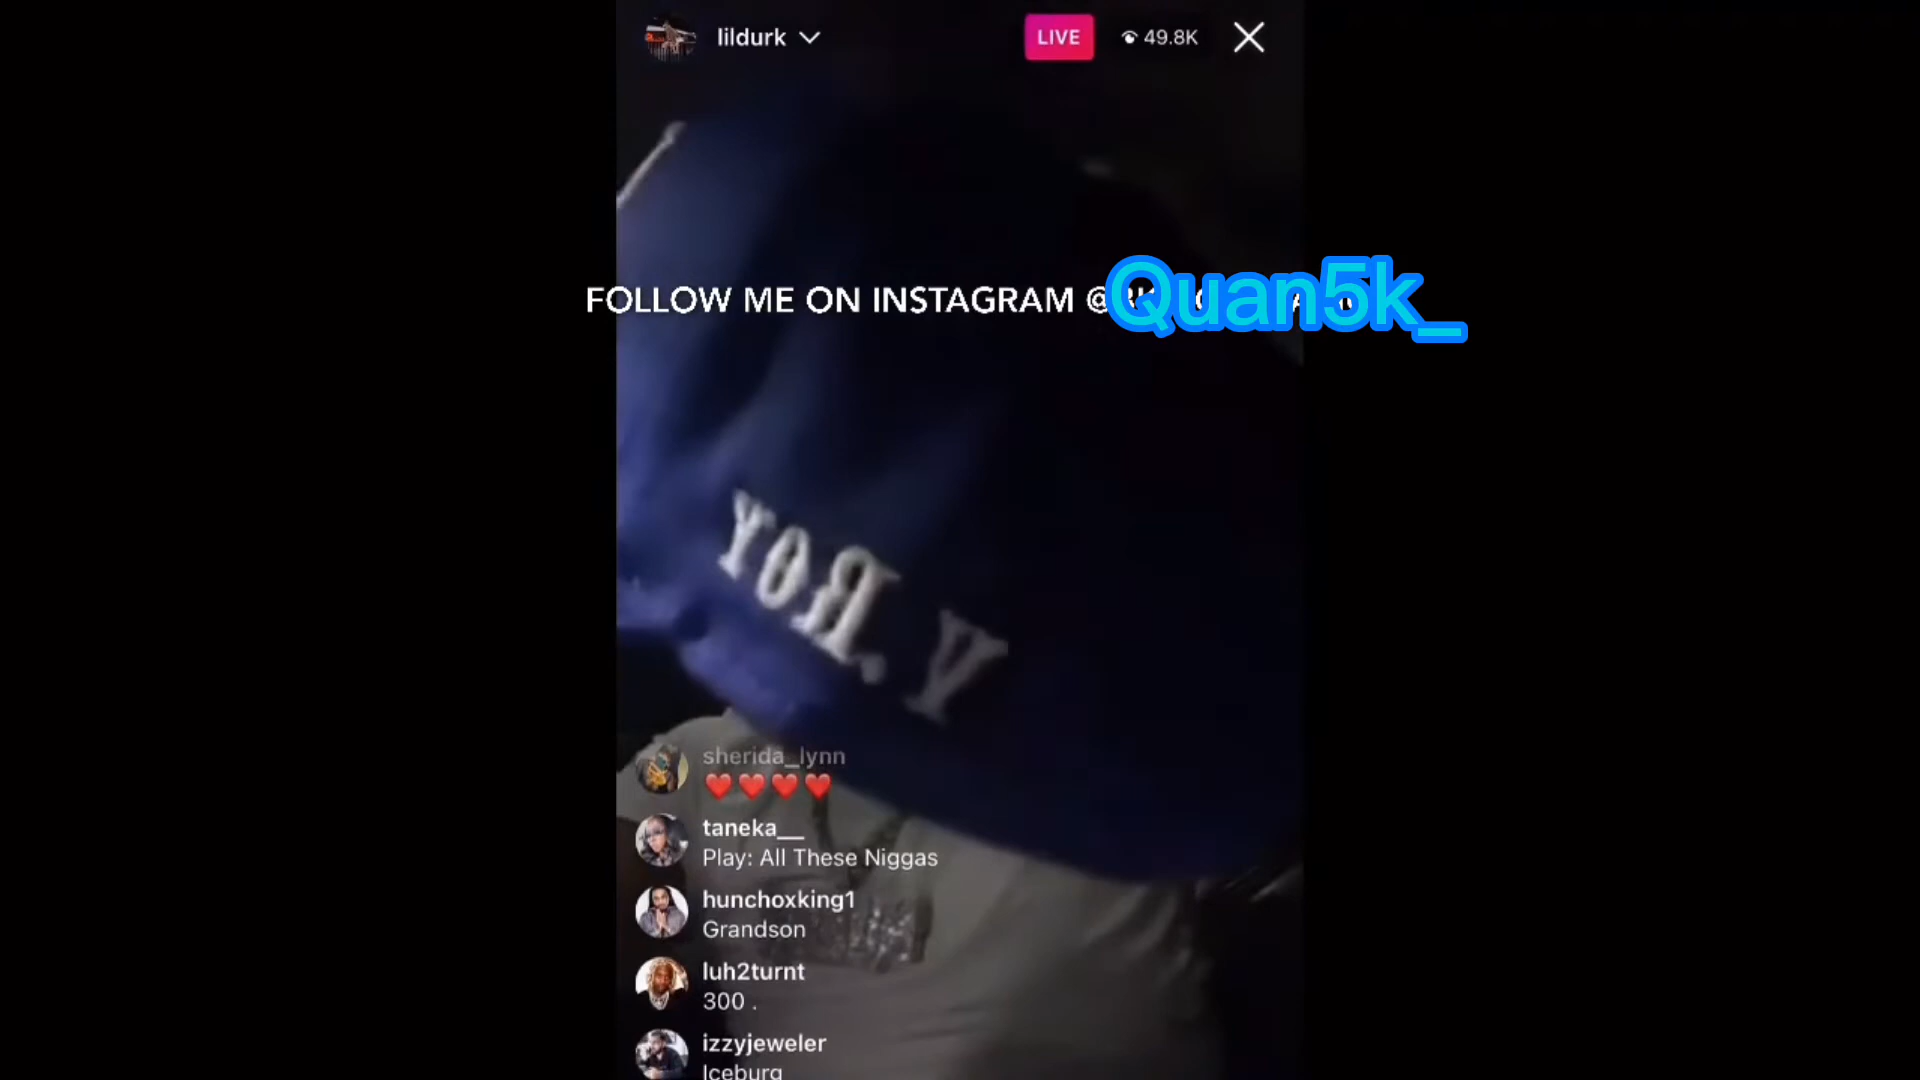 lildurk
LIVE
49.8K
FOLLOW ME ON INSTAGRAM @
Quan5k_
sherida_lynn
❤️❤️❤️❤️
taneka__
Play: All These Niggas
hunchoxking1
Grandson
luh2turnt
300 .
izzyjeweler
Iceburg